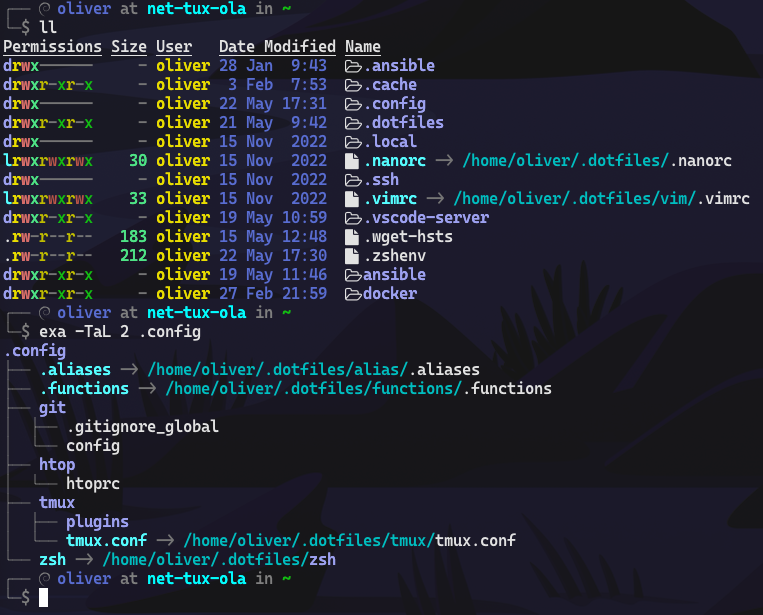 ┌── oliver at net-tux-ola in ~
└─$ ll
Permissions Size User   Date Modified Name
drwx------     - oliver 28 Jan  9:43  .ansible
drwxr-xr-x     - oliver  3 Feb  7:53  .cache
drwx------     - oliver 22 May 17:31  .config
drwxr-xr-x     - oliver 21 May  9:42  .dotfiles
drwx------     - oliver 15 Nov  2022  .local
lrwxrwxrwx    30 oliver 15 Nov  2022  .nanorc -> /home/oliver/.dotfiles/.nanorc
drwx------     - oliver 15 Nov  2022  .ssh
lrwxrwxrwx    33 oliver 15 Nov  2022  .vimrc -> /home/oliver/.dotfiles/vim/.vimrc
drwxr-xr-x     - oliver 19 May 10:59  .vscode-server
.rw-r--r--   183 oliver 15 May 12:48  .wget-hsts
.rw-r--r--   212 oliver 22 May 17:30  .zshenv
drwxr-xr-x     - oliver 19 May 11:46  ansible
drwxr-xr-x     - oliver 27 Feb 21:59  docker
┌── oliver at net-tux-ola in ~
└─$ exa -TaL 2 .config
.config
├── .aliases -> /home/oliver/.dotfiles/alias/.aliases
├── .functions -> /home/oliver/.dotfiles/functions/.functions
├── git
│  ├── .gitignore_global
│  └── config
├── htop
│  └── htoprc
├── tmux
│  ├── plugins
│  └── tmux.conf -> /home/oliver/.dotfiles/tmux/tmux.conf
└── zsh -> /home/oliver/.dotfiles/zsh
┌── oliver at net-tux-ola in ~
└─$